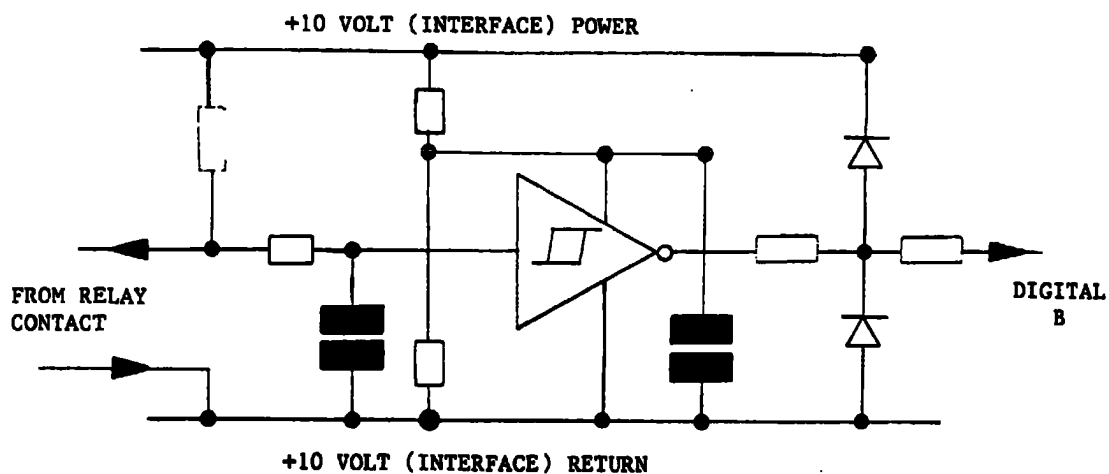 +10 VOLT (INTERFACE) POWER
FROM RELAY
CONTACT
DIGITAL
B
+10 VOLT (INTERFACE) RETURN